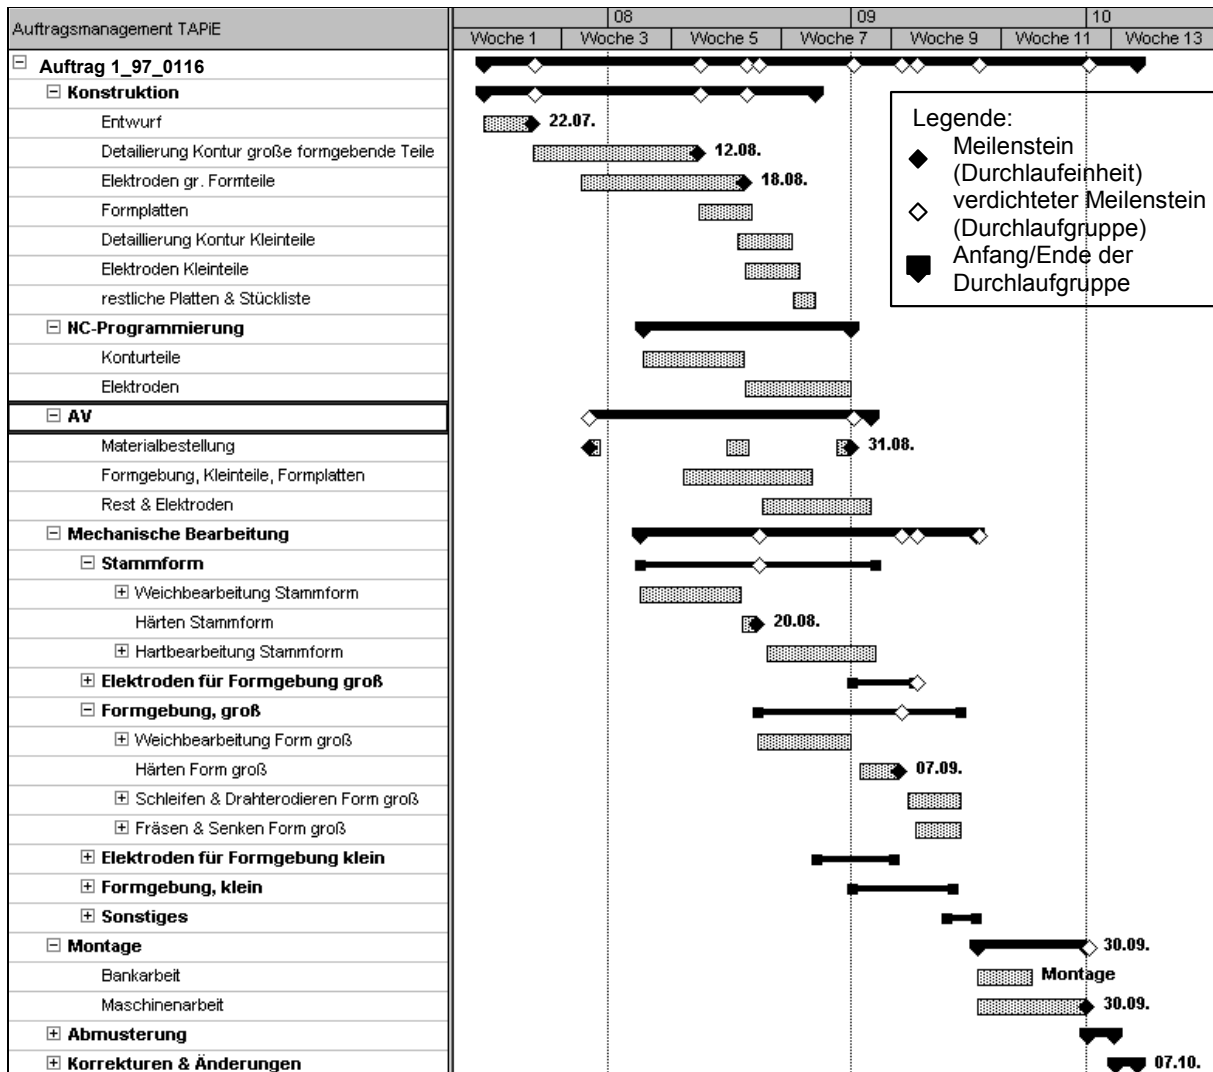 Auftragsmanagement TAPiE
08 09 10
Woche 1 Woche 3 Woche 5 Woche 7 Woche 9 Woche 11 Woche 13
Auftrag 1_97_0116
Konstruktion
Entwurf 22.07.
Detailierung Kontur große formgebende Teile 12.08.
Elektroden gr. Formteile 18.08.
Formplatten
Detaillierung Kontur Kleinteile
Elektroden Kleinteile
restliche Platten & Stückliste
Legende:
Meilenstein
(Durchlaufeinheit)
verdichteter Meilenstein
(Durchlaufgruppe)
Anfang/Ende der
Durchlaufgruppe
NC-Programmierung
Konturteile
Elektroden
AV
Materialbestellung 31.08.
Formgebung, Kleinteile, Formplatten
Rest & Elektroden
Mechanische Bearbeitung
Stammform
Weichbearbeitung Stammform
Härten Stammform 20.08.
Hartbearbeitung Stammform
Elektroden für Formgebung groß
Formgebung, groß
Weichbearbeitung Form groß
Härten Form groß 07.09.
Schleifen & Drahterodieren Form groß
Fräsen & Senken Form groß
Elektroden für Formgebung klein
Formgebung, klein
Sonstiges
Montage 30.09.
Bankarbeit Montage
Maschinenarbeit 30.09.
Abmusterung
Korrekturen & Änderungen 07.10.